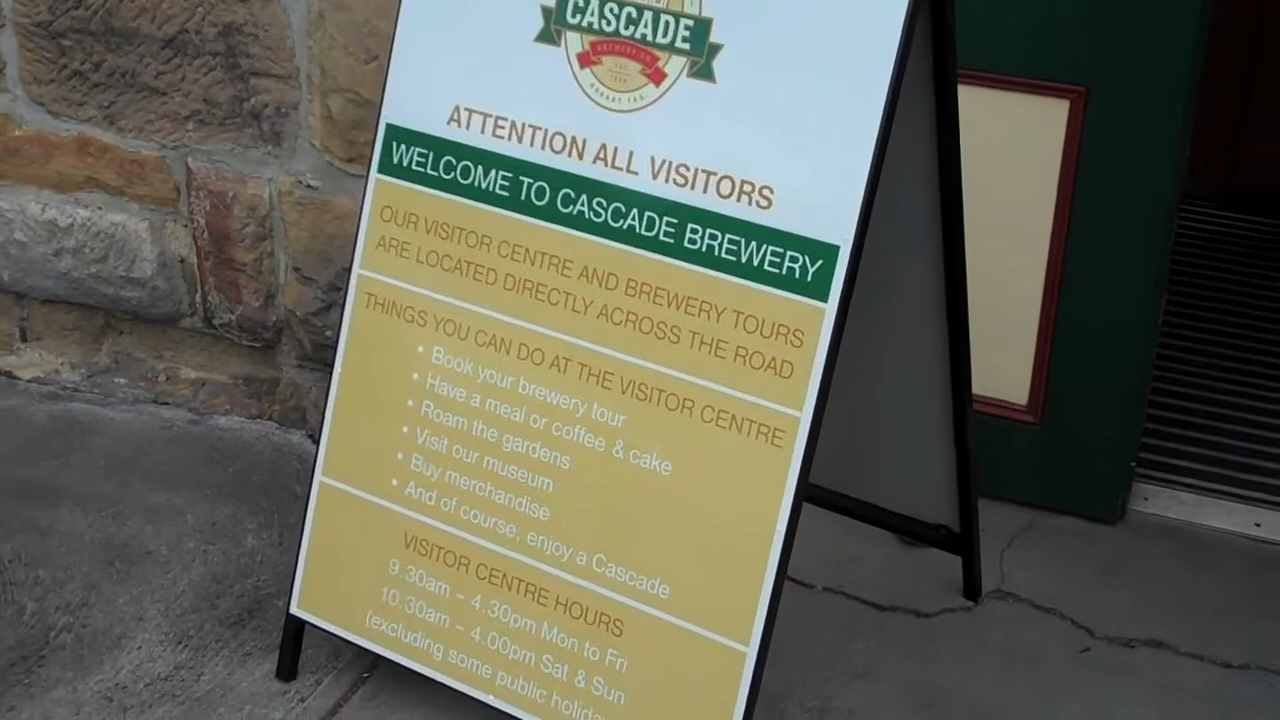 CASCADE
BREWERY CO.
EST.
HOBART TAS.
ATTENTION ALL VISITORS
WELCOME TO CASCADE BREWERY
OUR VISITOR CENTRE AND BREWERY TOURS
ARE LOCATED DIRECTLY ACROSS THE ROAD
THINGS YOU CAN DO AT THE VISITOR CENTRE
• Book your brewery tour
• Have a meal or coffee & cake
• Roam the gardens
• Visit our museum
• Buy merchandise
• And of course, enjoy a Cascade
VISITOR CENTRE HOURS
9.30am – 4.30pm Mon to Fri
10.30am – 4.00pm Sat & Sun
(excluding some public